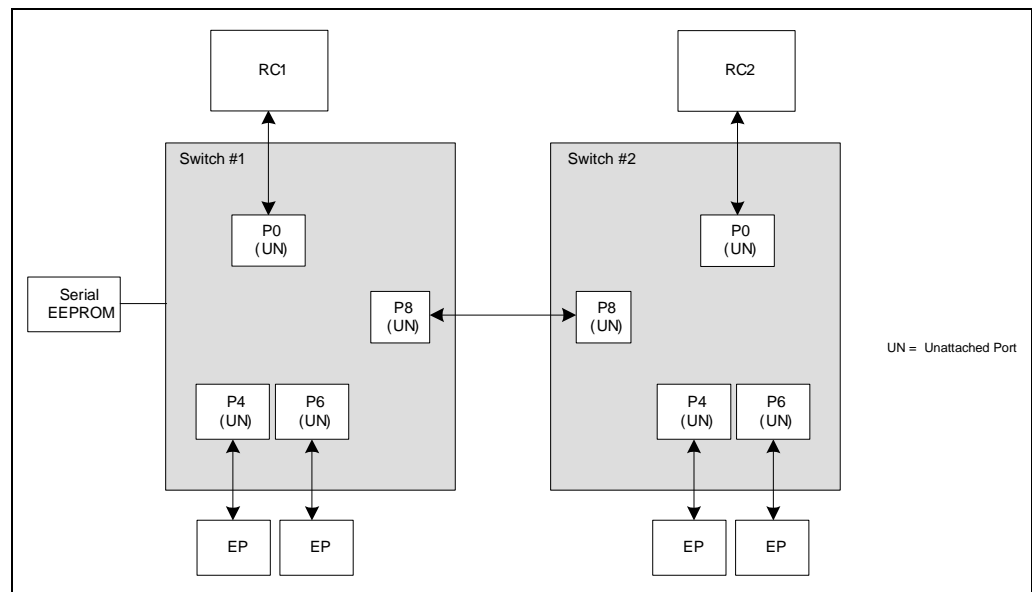 RC1
RC2
Switch #1
Switch #2
P0
(UN)
P0
(UN)
Serial
EEPROM
P8
(UN)
P8
(UN)
UN = Unattached Port
P4
(UN)
P6
(UN)
P4
(UN)
P6
(UN)
EP
EP
EP
EP